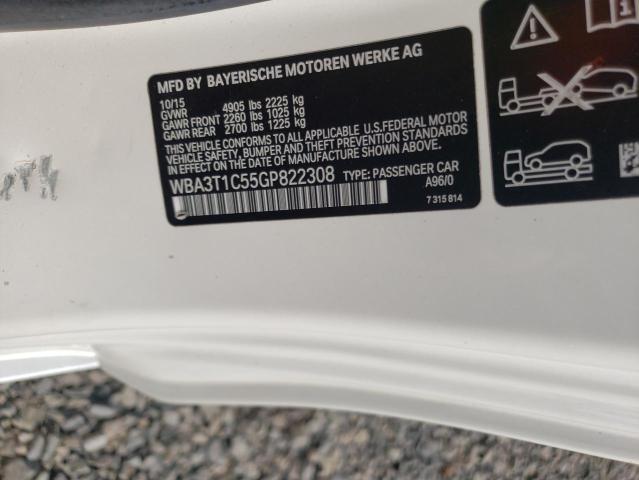 MFD BY BAYERISCHE MOTOREN WERKE AG
10/15
GVWR 4905 lbs 2225 kg
GAWR FRONT 2260 lbs 1025 kg
GAWR REAR 2700 lbs 1225 kg
THIS VEHICLE CONFORMS TO ALL APPLICABLE U.S.FEDERAL MOTOR
VEHICLE SAFETY, BUMPER AND THEFT PREVENTION STANDARDS
IN EFFECT ON THE DATE OF MANUFACTURE SHOWN ABOVE.
WBA3T1C55GP822308 TYPE: PASSENGER CAR
A96/0
7 315 814